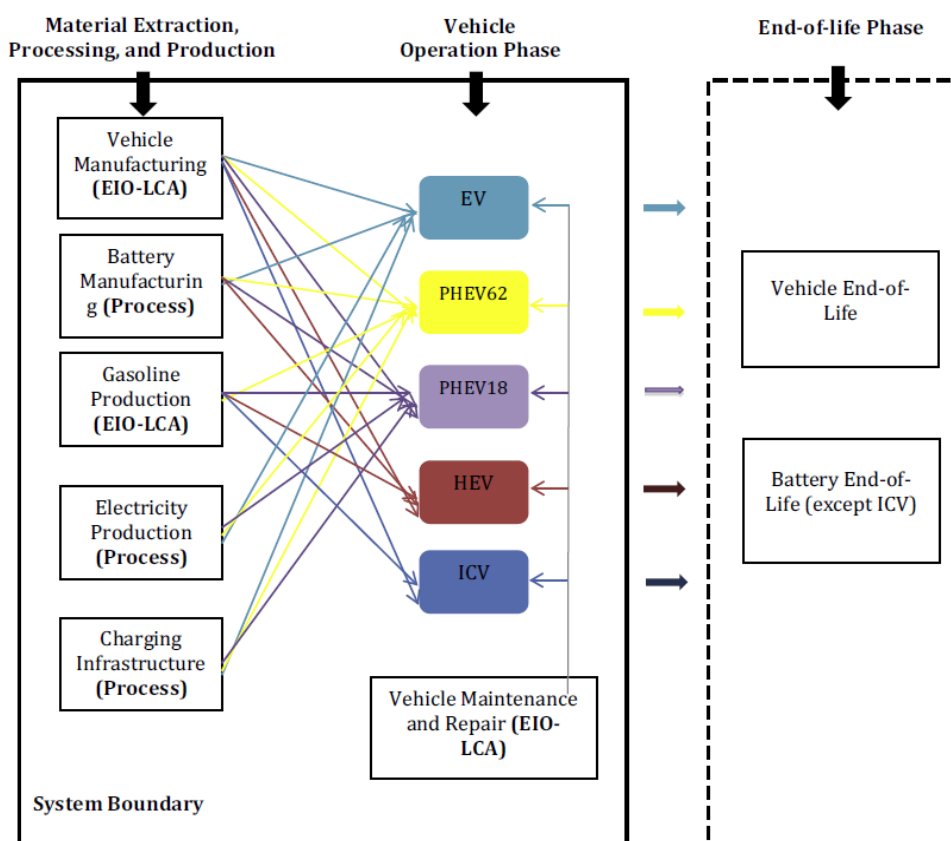 Material Extraction,
Processing, and Production
Vehicle
Operation Phase
End-of-life Phase
Vehicle
Manufacturing
(EIO-LCA)
Battery
Manufacturin
g (Process)
Gasoline
Production
(EIO-LCA)
Electricity
Production
(Process)
Charging
Infrastructure
(Process)
EV
PHEV62
PHEV18
HEV
ICV
Vehicle Maintenance
and Repair (EIO-
LCA)
Vehicle End-of-
Life
Battery End-of-
Life (except ICV)
System Boundary